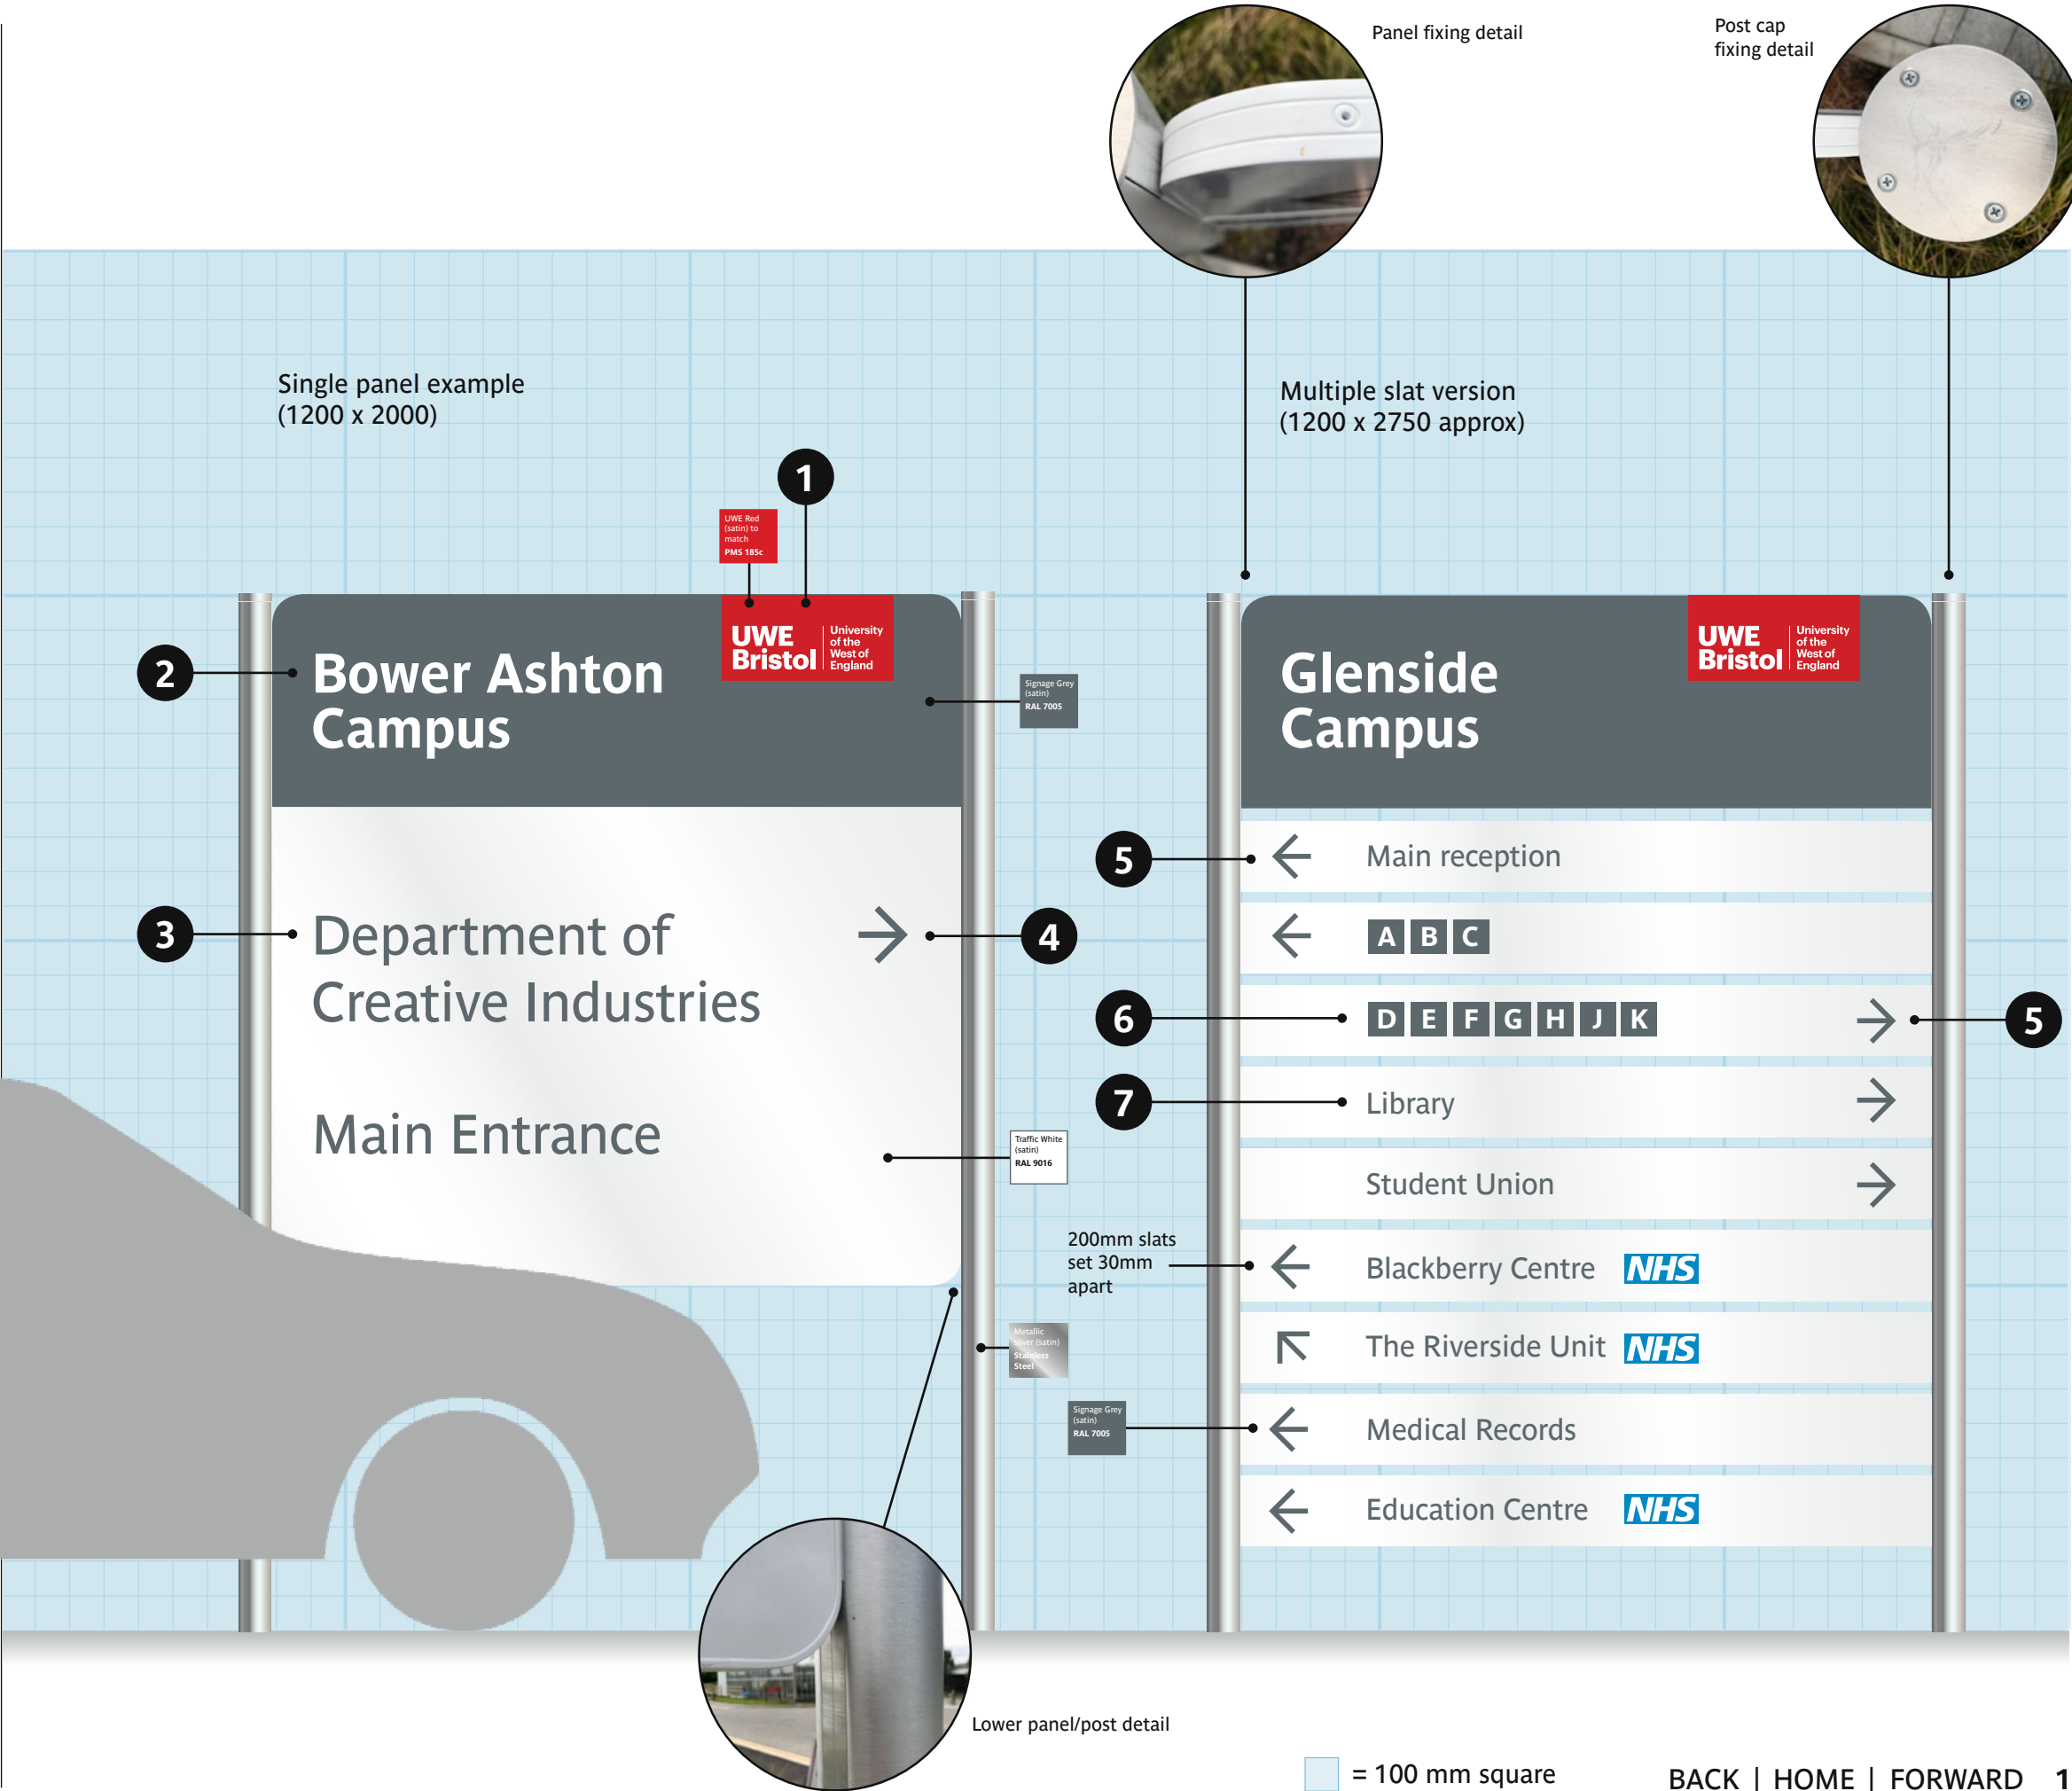 Panel fixing detail
Post cap
fixing detail
Single panel example
(1200 x 2000)
Multiple slat version
(1200 x 2750 approx)
1
UWE Red
(satin) to
match
PMS 185c
UWE
Bristol
University
of the
West of
England
2
Bower Ashton
Campus
Signage Grey
(satin)
RAL 7005
3
Department of
Creative Industries
4
Main Entrance
Traffic White
(satin)
RAL 9016
Metallic
silver (satin)
Stainless
Steel
Lower panel/post detail
Glenside
Campus
UWE
Bristol
University
of the
West of
England
5
Main reception
A B C
6
D E F G H J K
5
7
Library
Student Union
200mm slats
set 30mm
apart
Blackberry Centre NHS
The Riverside Unit NHS
Signage Grey
(satin)
RAL 7005
Medical Records
Education Centre NHS
= 100 mm square
BACK | HOME | FORWARD